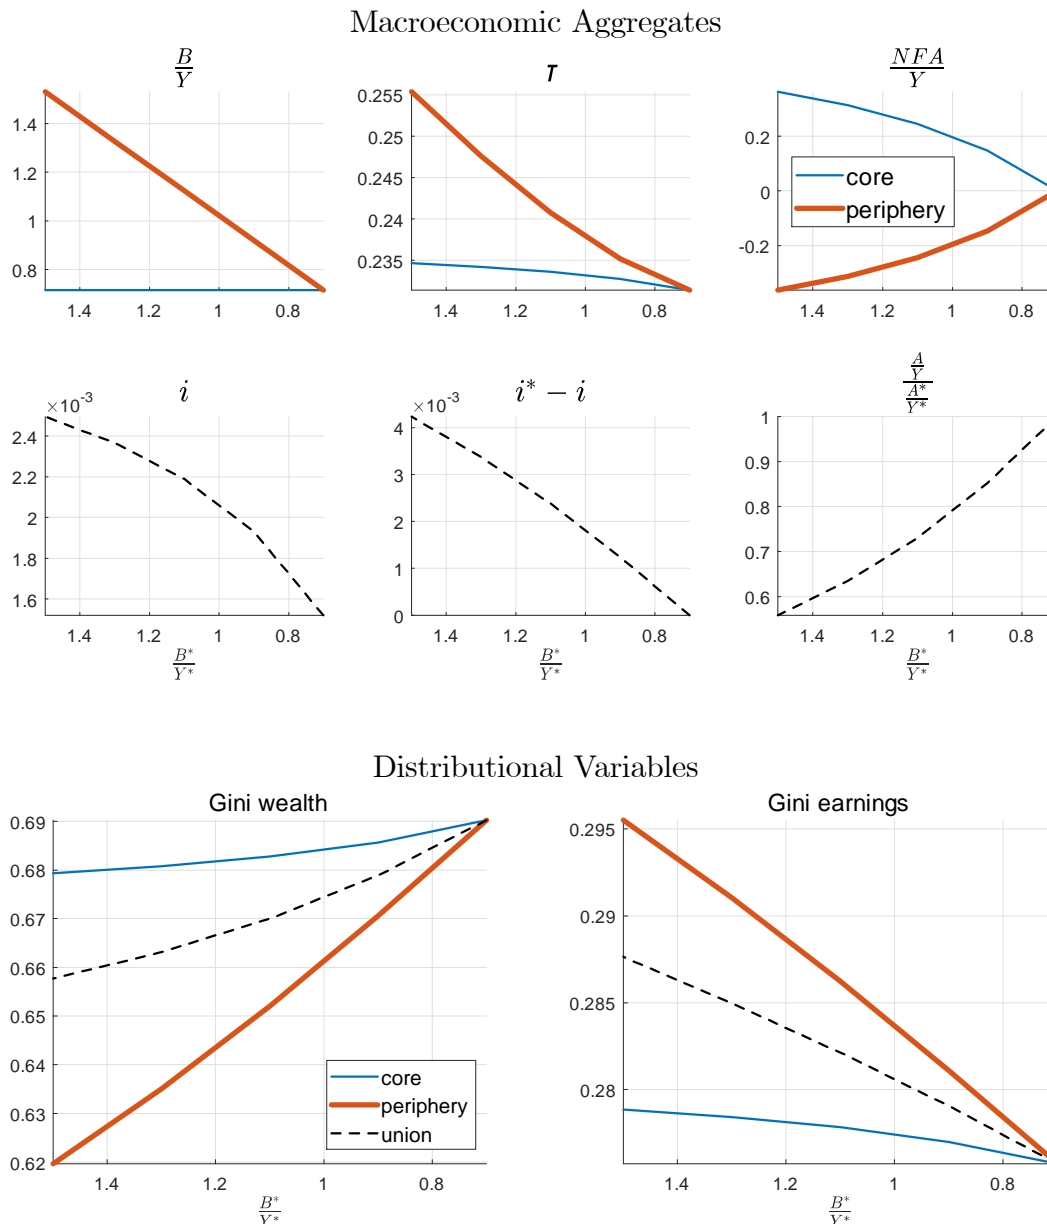 Macroeconomic Aggregates
B/Y
τ
NFA/Y
1.4
1.2
1
0.8
1.4 1.2 1 0.8
0.255
0.25
0.245
0.24
0.235
1.4 1.2 1 0.8
0.2
0
-0.2
core
periphery
1.4 1.2 1 0.8
i
×10⁻³
2.4
2.2
2
1.8
1.6
1.4 1.2 1 0.8
B*/Y*
i* − i
×10⁻³
4
3
2
1
0
1.4 1.2 1 0.8
B*/Y*
(A/Y)/(A*/Y*)
1
0.9
0.8
0.7
0.6
1.4 1.2 1 0.8
B*/Y*
Distributional Variables
Gini wealth
0.69
0.68
0.67
0.66
0.65
0.64
0.63
0.62
core
periphery
union
1.4 1.2 1 0.8
B*/Y*
Gini earnings
0.295
0.29
0.285
0.28
1.4 1.2 1 0.8
B*/Y*